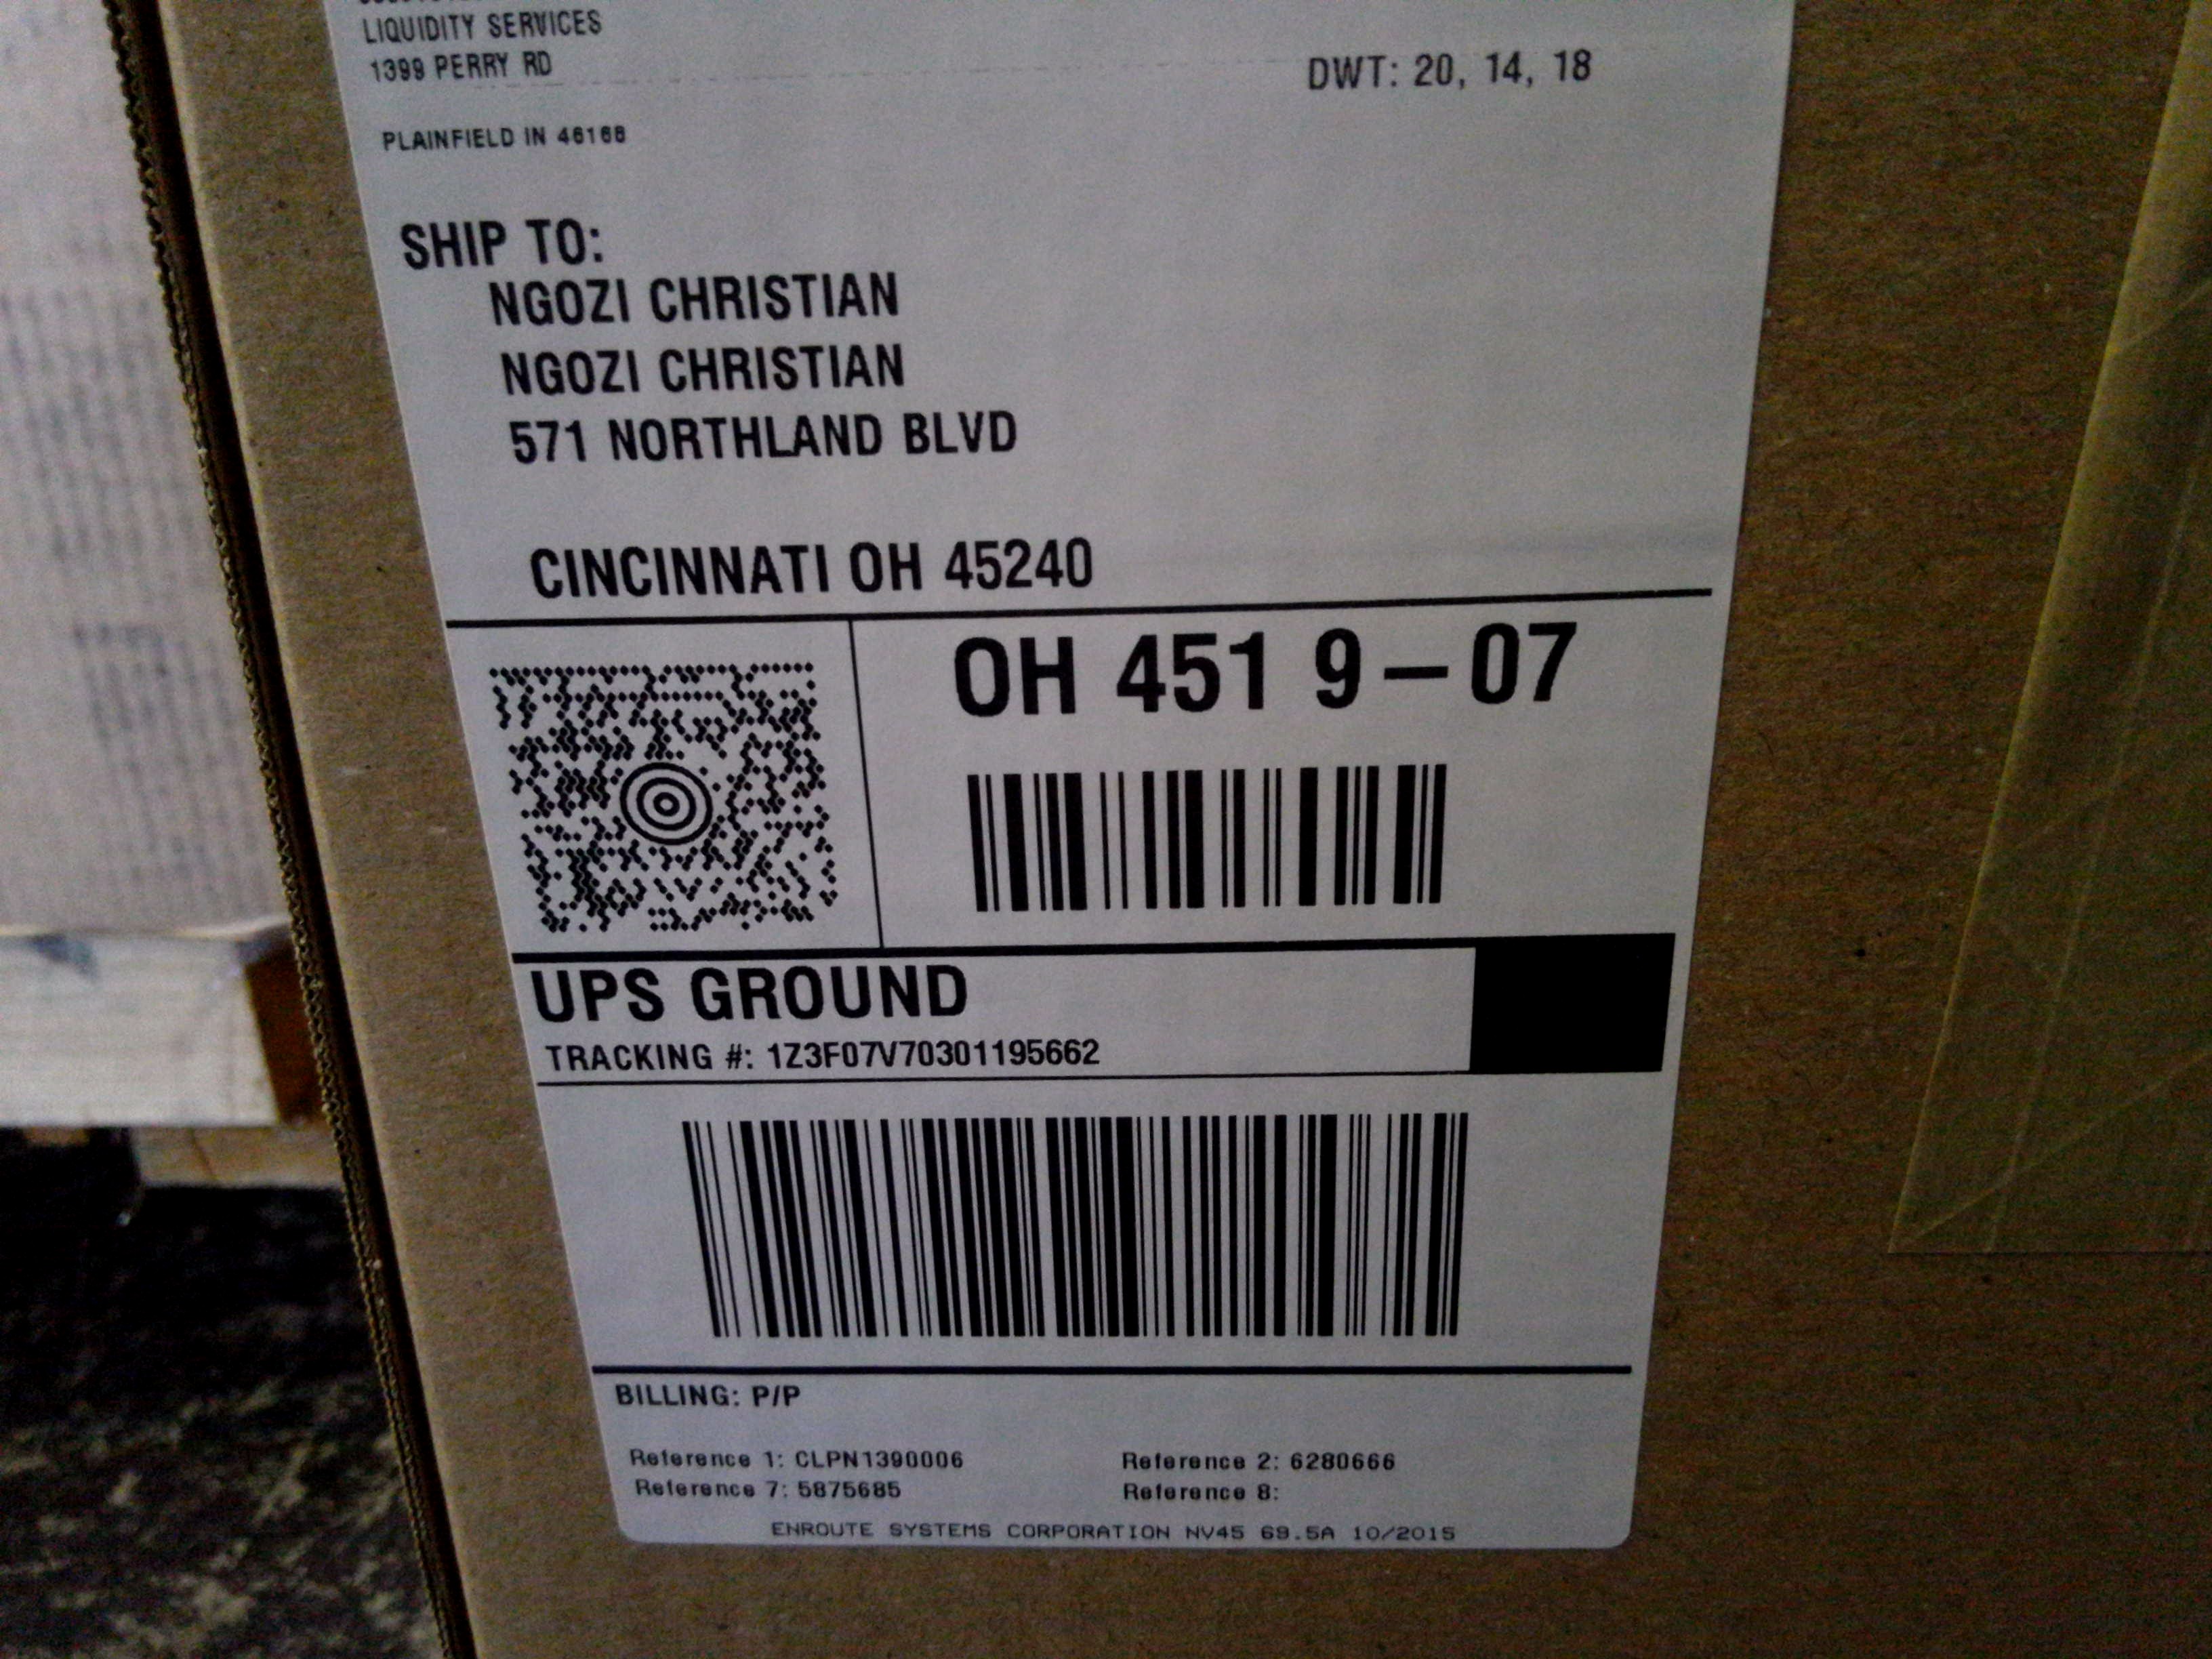 LIQUIDITY SERVICES
1399 PERRY RD
DWT: 20, 14, 18
PLAINFIELD IN 46168
SHIP TO:
NGOZI CHRISTIAN
NGOZI CHRISTIAN
571 NORTHLAND BLVD
CINCINNATI OH 45240
OH 451 9-07
UPS GROUND
TRACKING #: 1Z3F07V70301195662
BILLING: P/P
Reference 1: CLPN1390006
Reference 2: 6280666
Reference 7: 5875685
Reference 8:
ENROUTE SYSTEMS CORPORATION NV45 69.5A 10/2015